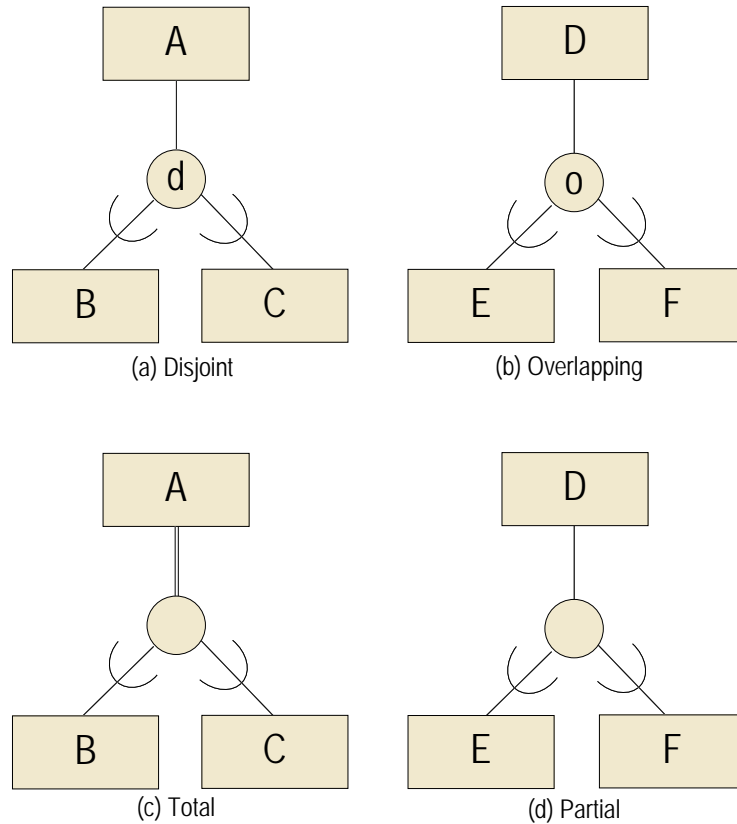 A
D
d
o
B
C
E
F
(a) Disjoint
(b) Overlapping
A
D
B
C
E
F
(c) Total
(d) Partial